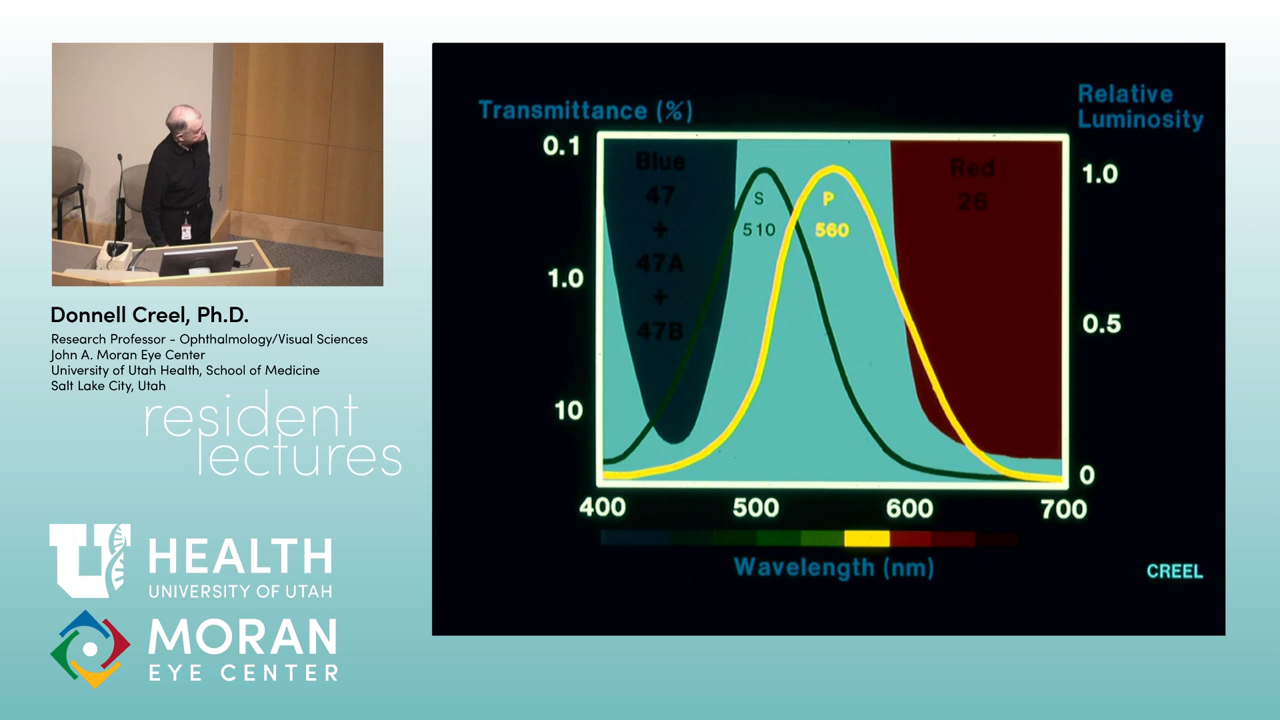 Donnell Creel, Ph.D.
Research Professor - Ophthalmology/Visual Sciences
John A. Moran Eye Center
University of Utah Health, School of Medicine
Salt Lake City, Utah
resident
lectures
U HEALTH
UNIVERSITY OF UTAH
MORAN
EYE CENTER
Transmittance (%)
Relative
Luminosity
0.1
1.0
10
Blue
47
+
47A
+
47B
S
510
P
560
Red
26
1.0
0.5
0
400 500 600 700
Wavelength (nm)
CREEL